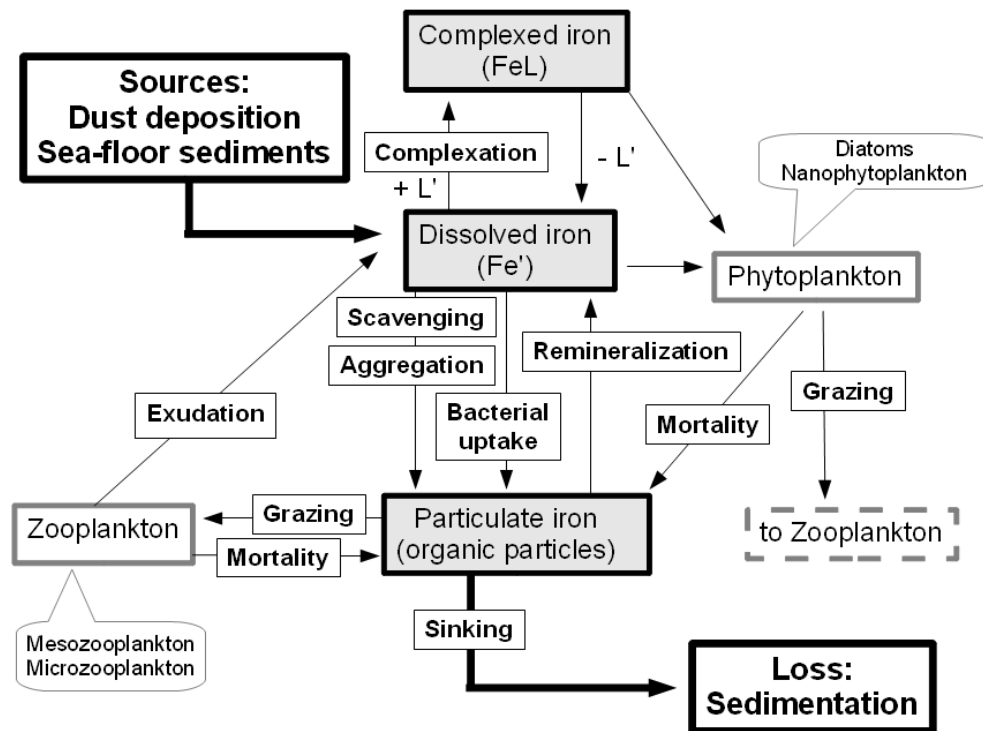 Complexed iron
(FeL)
Sources:
Dust deposition
Sea-floor sediments
Complexation
+ L'
- L'
Diatoms
Nanophytoplankton
Dissolved iron
(Fe')
Phytoplankton
Scavenging
Aggregation
Remineralization
Exudation
Bacterial
uptake
Mortality
Grazing
Zooplankton
Grazing
Mortality
Particulate iron
(organic particles)
to Zooplankton
Sinking
Mesozooplankton
Microzooplankton
Loss:
Sedimentation